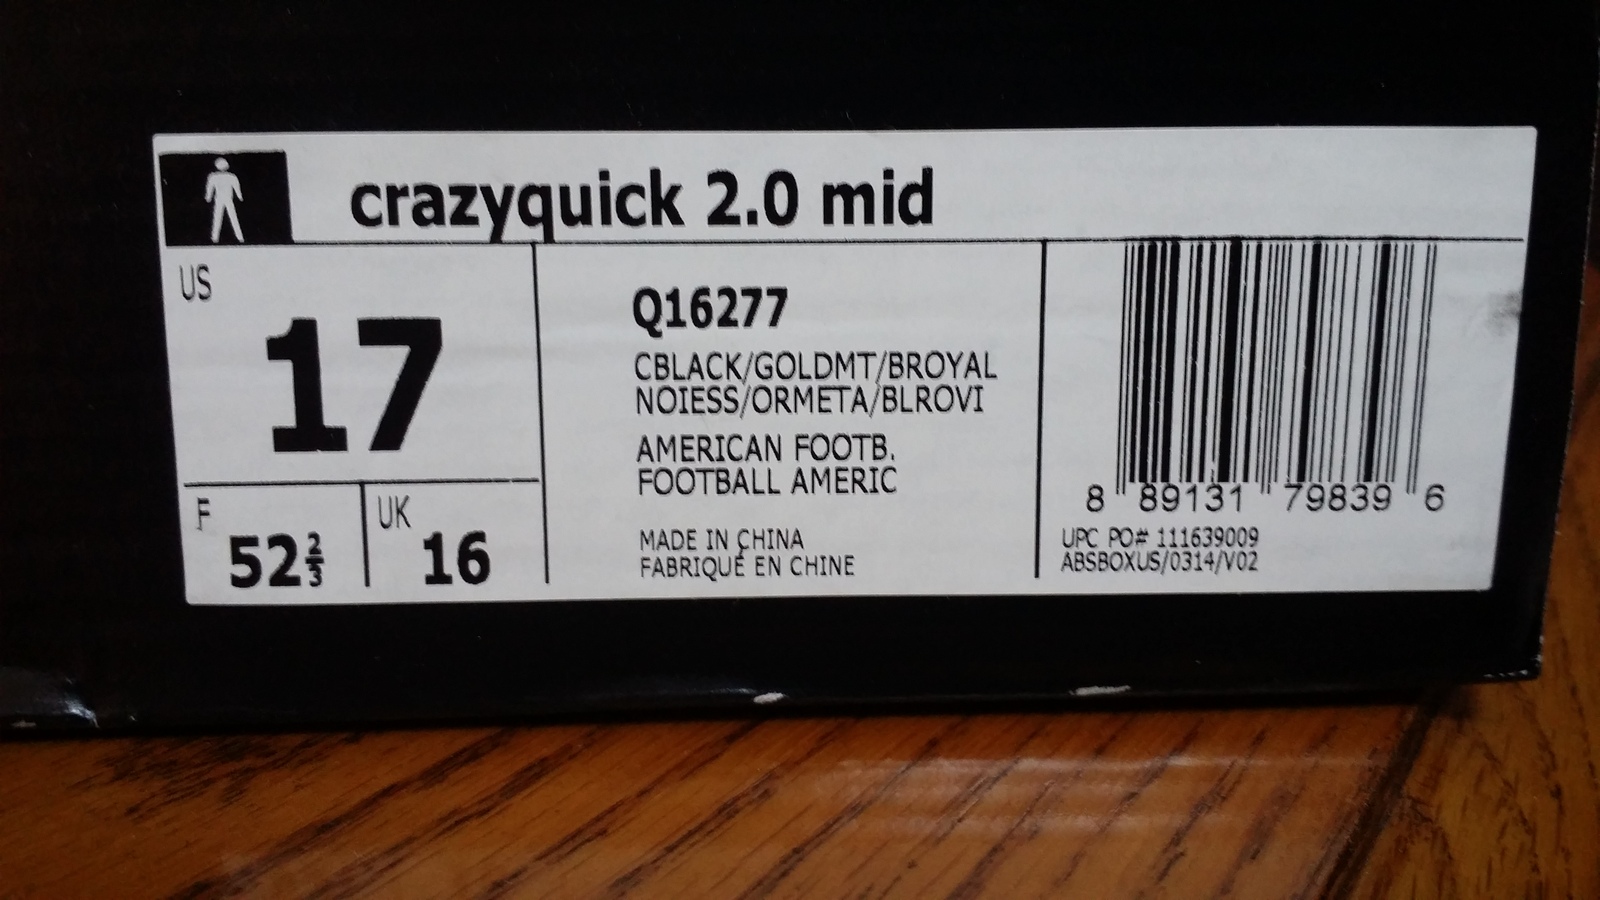 crazyquick 2.0 mid
US
17
F
52⅔
UK
16
Q16277
CBLACK/GOLDMT/BROYAL
NOIESS/ORMETA/BLROVI
AMERICAN FOOTB.
FOOTBALL AMERIC
MADE IN CHINA
FABRIQUÉ EN CHINE
8 89131 79839 6
UPC PO# 111639009
ABSBOXUS/0314/V02